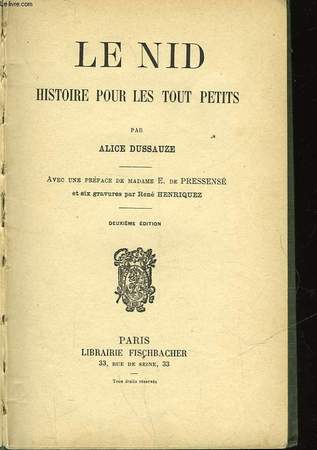 LE NID
HISTOIRE POUR LES TOUT PETITS
PAR
ALICE DUSSAUZE
AVEC UNE PRÉFACE DE MADAME E. DE PRESSENSÉ
et six gravures par René HENRIQUEZ
DEUXIÈME ÉDITION
PARIS
LIBRAIRIE FISCHBACHER
33, RUE DE SEINE, 33
Tous droits réservés